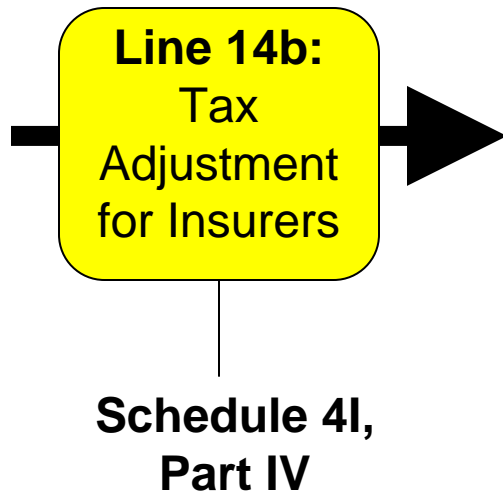 Line 14b:
Tax
Adjustment
for Insurers
Schedule 4I,
Part IV